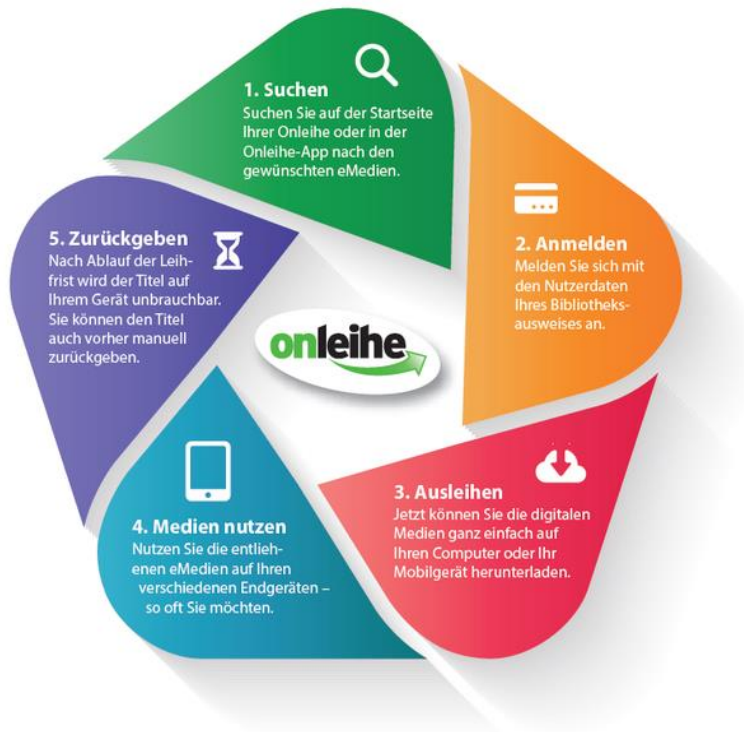 1. Suchen
Suchen Sie auf der Startseite
Ihrer Onleihe oder in der
Onleihe-App nach den
gewünschten eMedien.
2. Anmelden
Melden Sie sich mit
den Nutzerdaten
Ihres Bibliotheks-
ausweises an.
3. Ausleihen
Jetzt können Sie die digitalen
Medien ganz einfach auf
Ihren Computer oder Ihr
Mobilgerät herunterladen.
4. Medien nutzen
Nutzen Sie die entlieh-
enen eMedien auf Ihren
verschiedenen Endgeräten –
so oft Sie möchten.
5. Zurückgeben
Nach Ablauf der Leih-
frist wird der Titel auf
Ihrem Gerät unbrauchbar.
Sie können den Titel
auch vorher manuell
zurückgeben.
onleihe